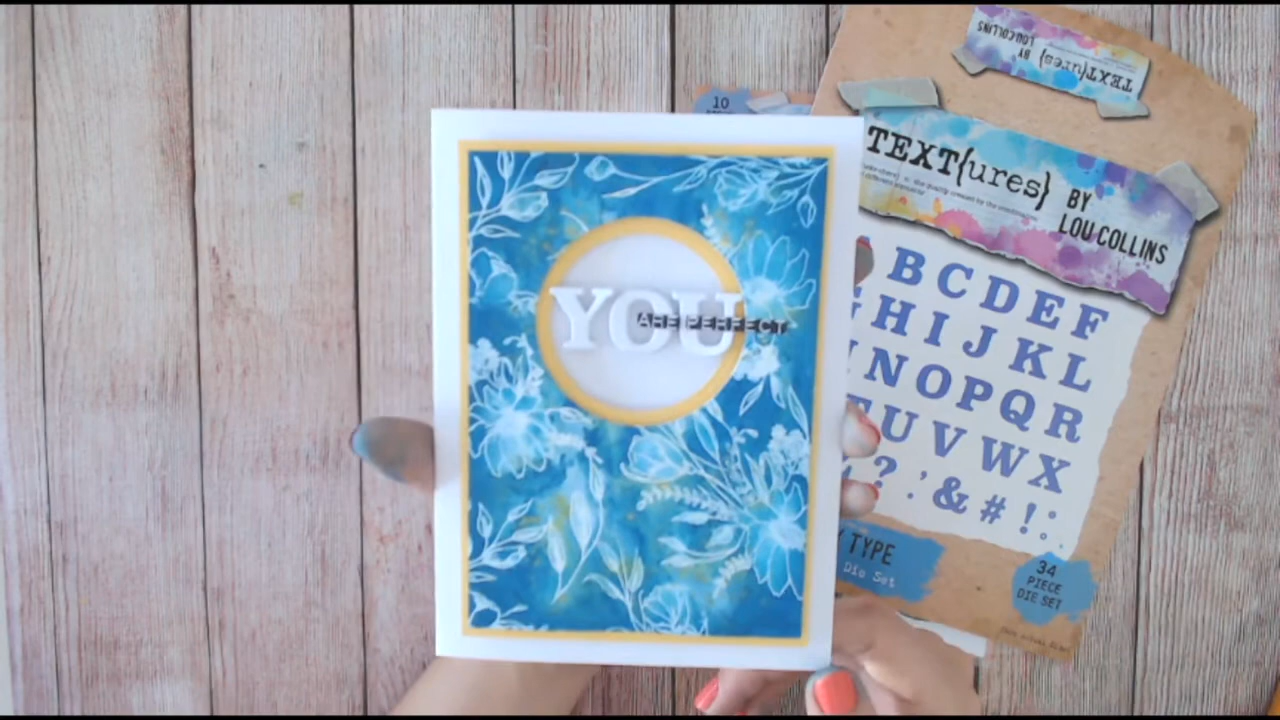 YOU
ARE PERFECT
10
TEXT{ures} BY
LOU COLLINS
TEXT{ures} BY
LOU COLLINS
B C D E F
H I J K L
N O P Q R
U V W X
? . ' & # ! :
TYPE
Die Set
34
PIECE
DIE SET